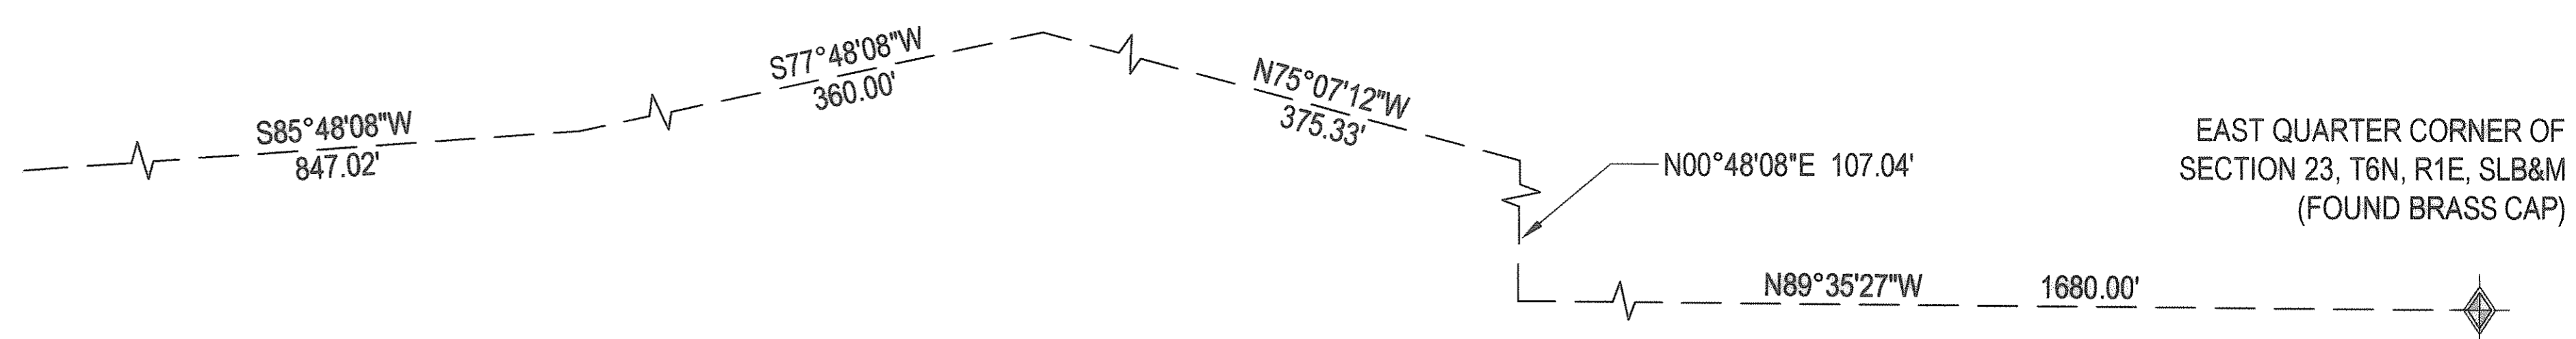 S85°48'08"W
847.02'
S77°48'08"W
360.00'
N75°07'12"W
375.33'
N00°48'08"E 107.04'
EAST QUARTER CORNER OF
SECTION 23, T6N, R1E, SLB&M
(FOUND BRASS CAP)
N89°35'27"W 1680.00'